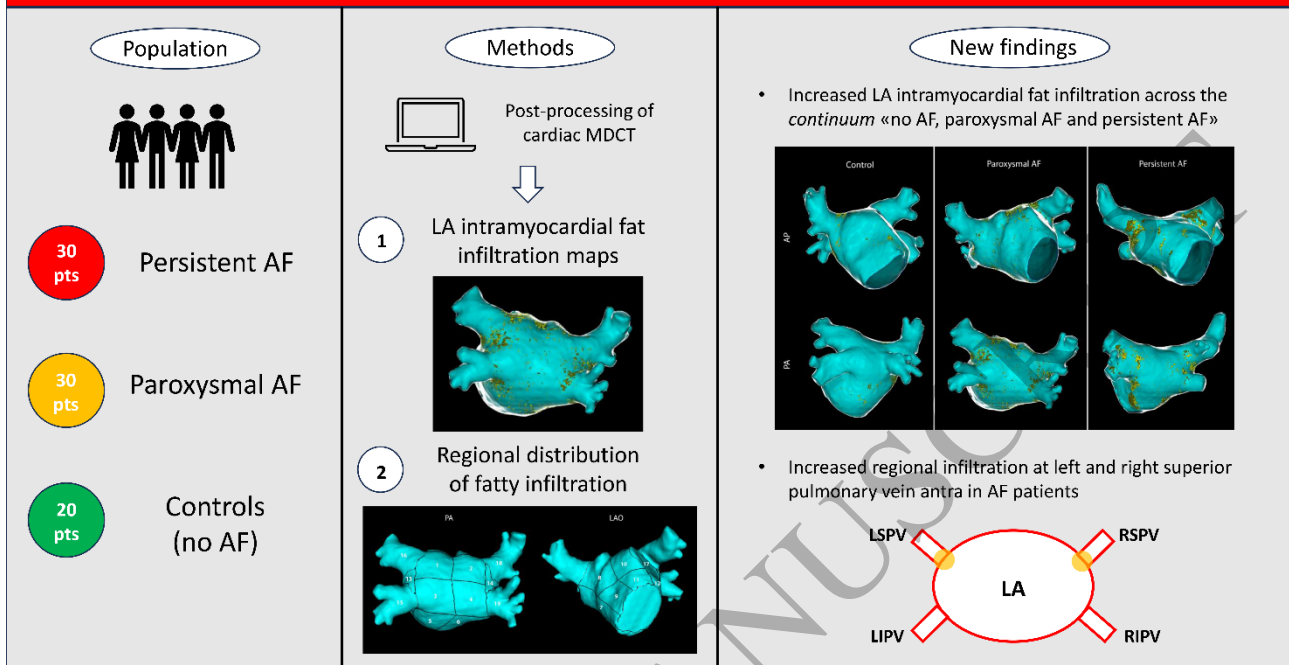 Population
30
pts
Persistent AF
30
pts
Paroxysmal AF
20
pts
Controls
(no AF)
Methods
Post-processing of
cardiac MDCT
1
LA intramyocardial fat
infiltration maps
2
Regional distribution
of fatty infiltration
PA
LAO
New findings
• Increased LA intramyocardial fat infiltration across the
continuum «no AF, paroxysmal AF and persistent AF»
Control
Paroxysmal AF
Persistent AF
AP
PA
• Increased regional infiltration at left and right superior
pulmonary vein antra in AF patients
LSPV
RSPV
LA
LIPV
RIPV